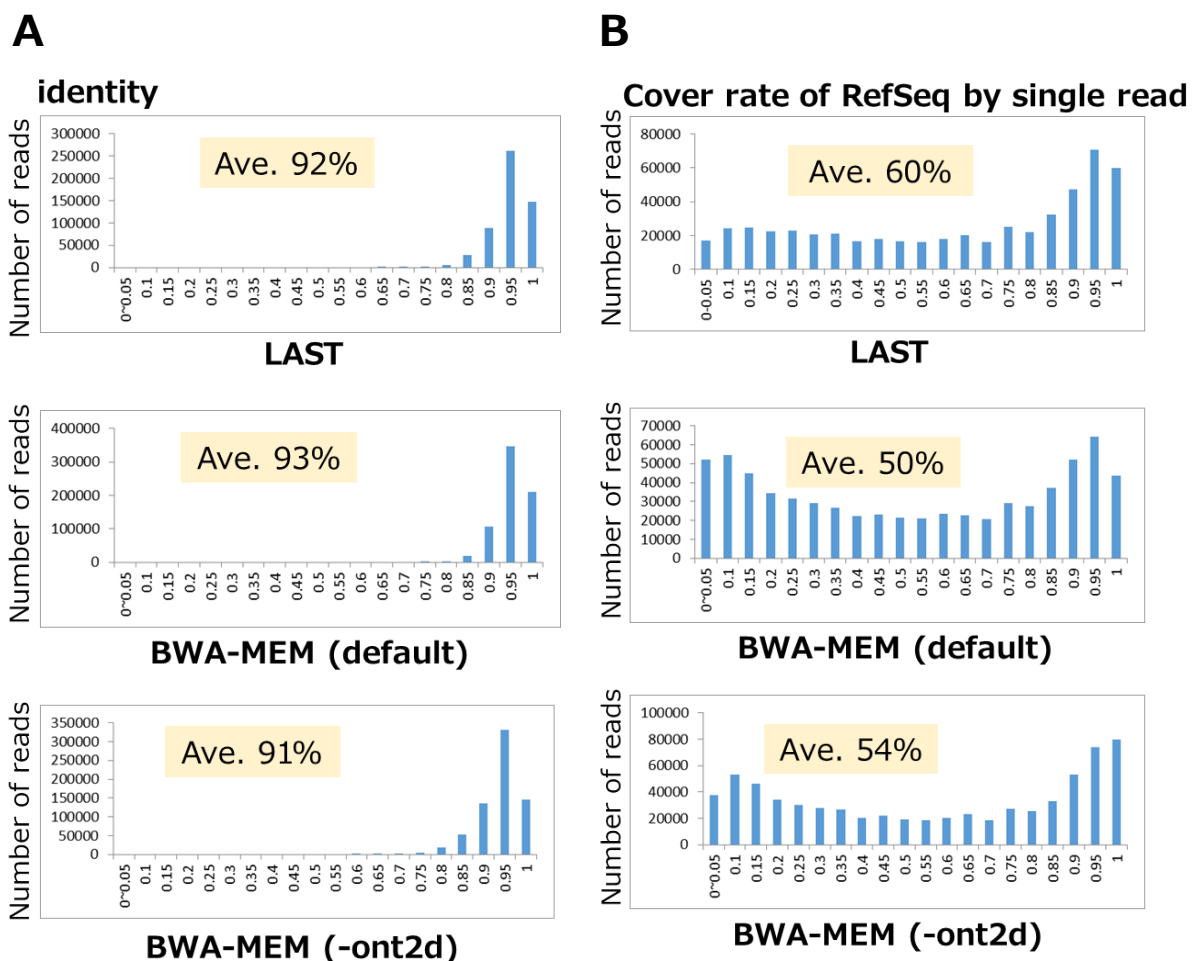 A
identity
Number of reads
300000
250000
200000
150000
100000
50000
0
Ave. 92%
0~0.05 0.1 0.15 0.2 0.25 0.3 0.35 0.4 0.45 0.5 0.55 0.6 0.65 0.7 0.75 0.8 0.85 0.9 0.95 1
LAST
Number of reads
400000
300000
200000
100000
0
Ave. 93%
0~0.05 0.1 0.15 0.2 0.25 0.3 0.35 0.4 0.45 0.5 0.55 0.6 0.65 0.7 0.75 0.8 0.85 0.9 0.95 1
BWA-MEM (default)
Number of reads
350000
300000
250000
200000
150000
100000
50000
0
Ave. 91%
0~0.05 0.1 0.15 0.2 0.25 0.3 0.35 0.4 0.45 0.5 0.55 0.6 0.65 0.7 0.75 0.8 0.85 0.9 0.95 1
BWA-MEM (-ont2d)
B
Cover rate of RefSeq by single read
Number of reads
80000
60000
40000
20000
0
Ave. 60%
0-0.05 0.1 0.15 0.2 0.25 0.3 0.35 0.4 0.45 0.5 0.55 0.6 0.65 0.7 0.75 0.8 0.85 0.9 0.95 1
LAST
Number of reads
70000
60000
50000
40000
30000
20000
10000
0
Ave. 50%
0~0.05 0.1 0.15 0.2 0.25 0.3 0.35 0.4 0.45 0.5 0.55 0.6 0.65 0.7 0.75 0.8 0.85 0.9 0.95 1
BWA-MEM (default)
Number of reads
100000
80000
60000
40000
20000
0
Ave. 54%
0~0.05 0.1 0.15 0.2 0.25 0.3 0.35 0.4 0.45 0.5 0.55 0.6 0.65 0.7 0.75 0.8 0.85 0.9 0.95 1
BWA-MEM (-ont2d)